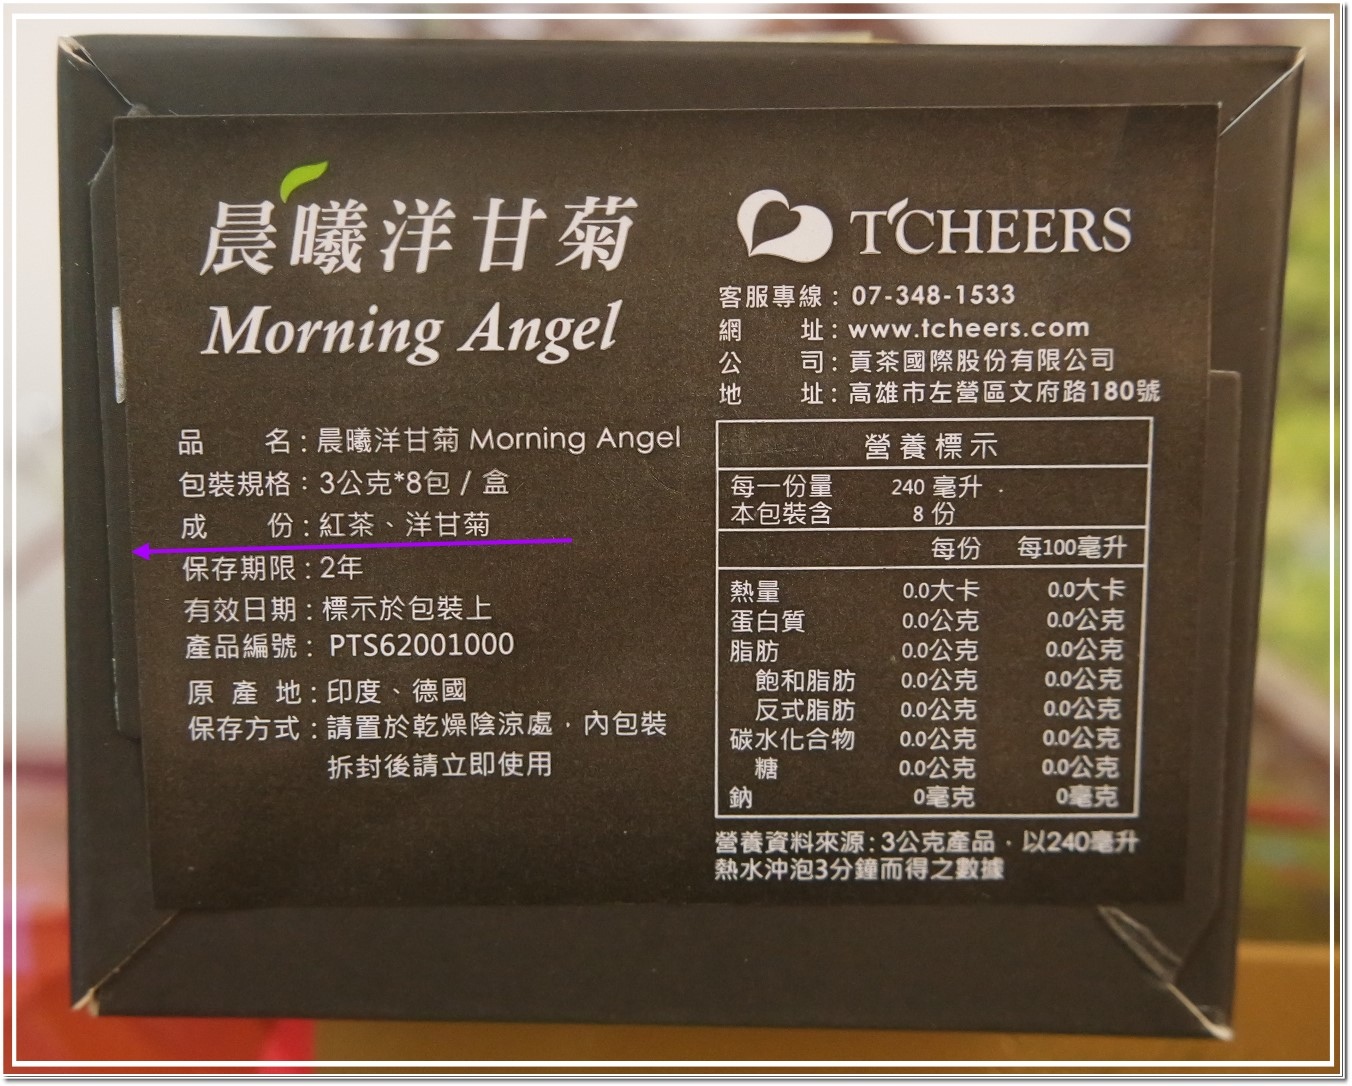 晨曦洋甘菊
Morning Angel
品　　名：晨曦洋甘菊 Morning Angel
包裝規格：3公克*8包 / 盒
成　　份：紅茶、洋甘菊
保存期限：2年
有效日期：標示於包裝上
產品編號：PTS62001000
原 產 地：印度、德國
保存方式：請置於乾燥陰涼處，內包裝
拆封後請立即使用
T'CHEERS
客服專線：07-348-1533
網　　址：www.tcheers.com
公　　司：貢茶國際股份有限公司
地　　址：高雄市左營區文府路180號
營養標示
每一份量 240 毫升
本包裝含 8 份
每份 每100毫升
熱量 0.0大卡 0.0大卡
蛋白質 0.0公克 0.0公克
脂肪 0.0公克 0.0公克
飽和脂肪 0.0公克 0.0公克
反式脂肪 0.0公克 0.0公克
碳水化合物 0.0公克 0.0公克
糖 0.0公克 0.0公克
鈉 0毫克 0毫克
營養資料來源：3公克產品，以240毫升
熱水沖泡3分鐘而得之數據